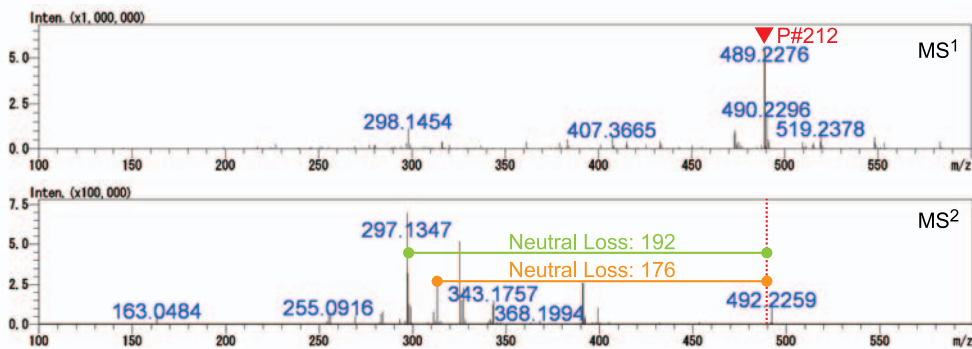 Inten. (x1,000,000)
P#212
489.2276
MS1
5.0
490.2296
2.5
298.1454
407.3665
519.2378
0.0
100 150 200 250 300 350 400 450 500 550 m/z
Inten. (x100,000)
7.5
MS2
297.1347
5.0
Neutral Loss: 192
Neutral Loss: 176
2.5
343.1757
492.2259
163.0484
255.0916
368.1994
0.0
100 150 200 250 300 350 400 450 500 550 m/z